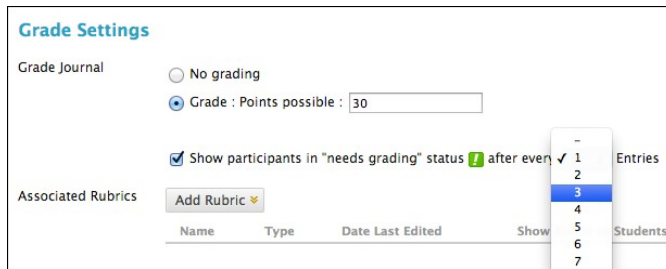 Grade Settings
Grade Journal
No grading
Grade : Points possible : 30
–
Show participants in "needs grading" status ! after every ✓ 1 Entries
2
Associated Rubrics Add Rubric 3
4
5
Name Type Date Last Edited Show Students
6
7